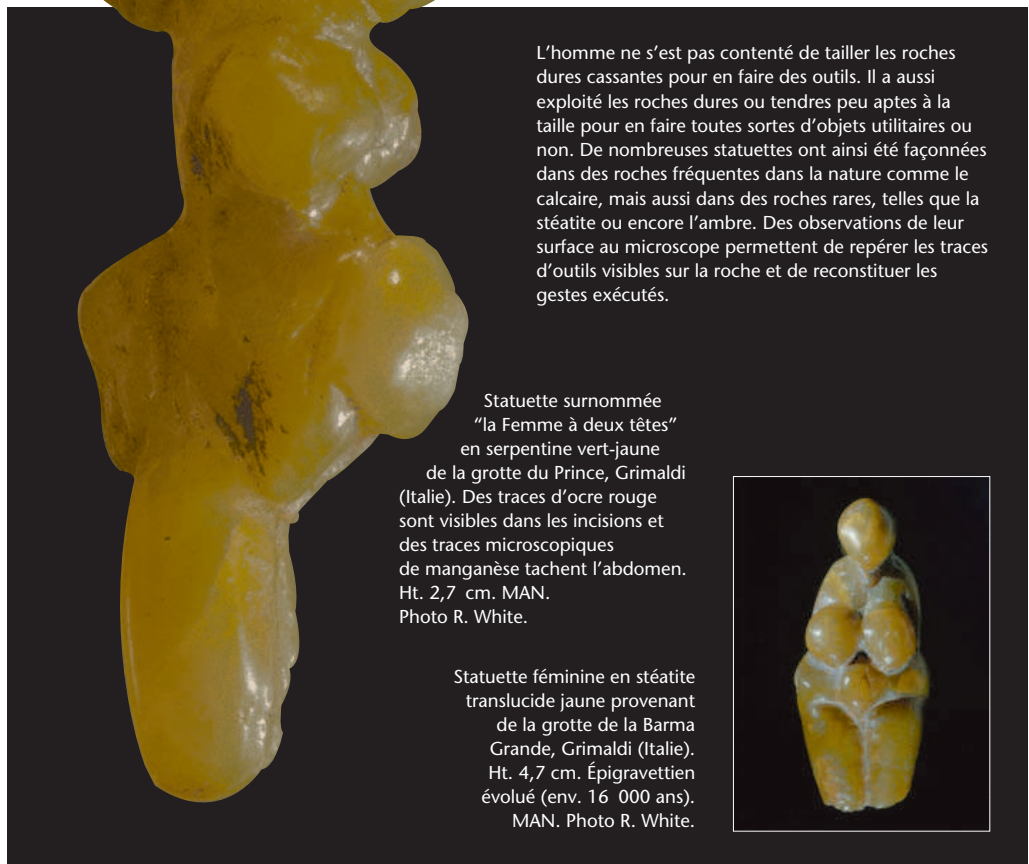 L’homme ne s’est pas contenté de tailler les roches
dures cassantes pour en faire des outils. Il a aussi
exploité les roches dures ou tendres peu aptes à la
taille pour en faire toutes sortes d’objets utilitaires ou
non. De nombreuses statuettes ont ainsi été façonnées
dans des roches fréquentes dans la nature comme le
calcaire, mais aussi dans des roches rares, telles que la
stéatite ou encore l’ambre. Des observations de leur
surface au microscope permettent de repérer les traces
d’outils visibles sur la roche et de reconstituer les
gestes exécutés.
Statuette surnommée
“la Femme à deux têtes”
en serpentine vert-jaune
de la grotte du Prince, Grimaldi
(Italie). Des traces d’ocre rouge
sont visibles dans les incisions et
des traces microscopiques
de manganèse tachent l’abdomen.
Ht. 2,7 cm. MAN.
Photo R. White.
Statuette féminine en stéatite
translucide jaune provenant
de la grotte de la Barma
Grande, Grimaldi (Italie).
Ht. 4,7 cm. Épigravettien
évolué (env. 16 000 ans).
MAN. Photo R. White.